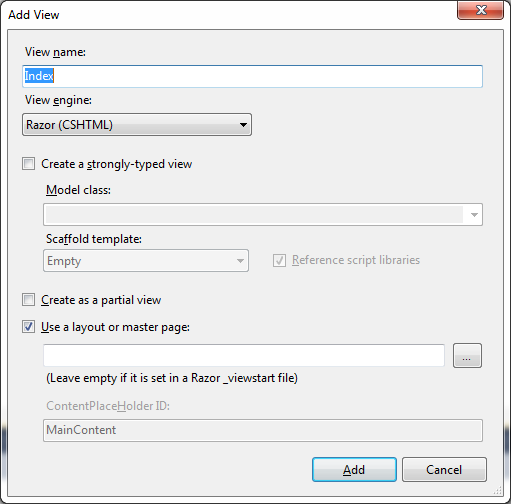 Add View
View name:
Index
View engine:
Razor (CSHTML)
Create a strongly-typed view
Model class:
Scaffold template:
Empty
Reference script libraries
Create as a partial view
Use a layout or master page:
...
(Leave empty if it is set in a Razor _viewstart file)
ContentPlaceHolder ID:
MainContent
Add
Cancel